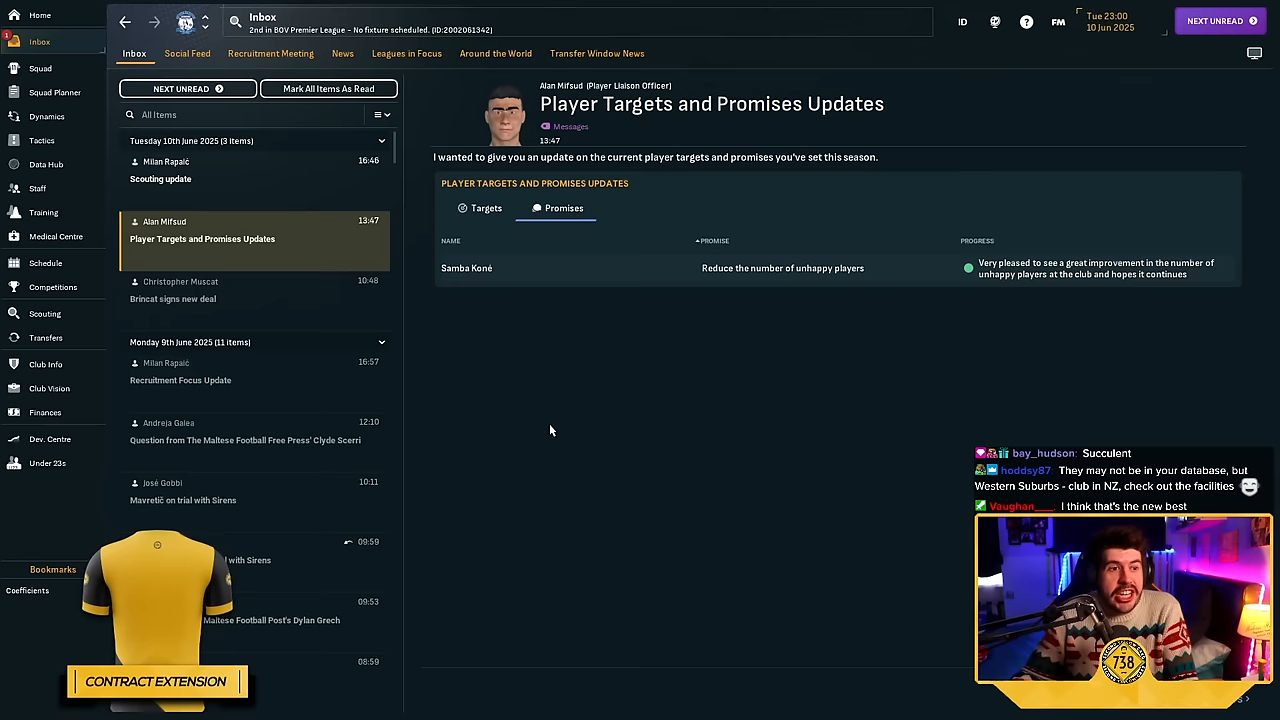 Home
Inbox
1
Squad
Squad Planner
Dynamics
Tactics
Data Hub
Staff
Training
Medical Centre
Schedule
Competitions
Scouting
Transfers
Club Info
Club Vision
Finances
Dev. Centre
Under 23s
Bookmarks
Coefficients
Inbox
2nd in BOV Premier League - No fixture scheduled. (ID:2002061342)
ID
?
FM
Tue 23:00
10 Jun 2025
NEXT UNREAD
Inbox
Social Feed
Recruitment Meeting
News
Leagues in Focus
Around the World
Transfer Window News
NEXT UNREAD
Mark All Items As Read
All Items
Tuesday 10th June 2025 (3 Items)
Milan Rapaić 16:46
Scouting update
Alan Mifsud 13:47
Player Targets and Promises Updates
Christopher Muscat 10:48
Brincat signs new deal
Monday 9th June 2025 (11 items)
Milan Rapaić 16:57
Recruitment Focus Update
Andreja Galea 12:10
Question from The Maltese Football Free Press' Clyde Scerri
José Gobbi 10:11
Mavretič on trial with Sirens
09:59
l with Sirens
09:53
Maltese Football Post's Dylan Grech
08:59
CONTRACT EXTENSION
Alan Mifsud (Player Liaison Officer)
Player Targets and Promises Updates
Messages
13:47
I wanted to give you an update on the current player targets and promises you've set this season.
PLAYER TARGETS AND PROMISES UPDATES
Targets
Promises
NAME PROMISE PROGRESS
Samba Koné Reduce the number of unhappy players Very pleased to see a great improvement in the number of
unhappy players at the club and hopes it continues
bay_hudson: Succulent
hoddsy87: They may not be in your database, but
Western Suburbs - club in NZ, check out the facilities
Vaughan___: I think that's the new best
738